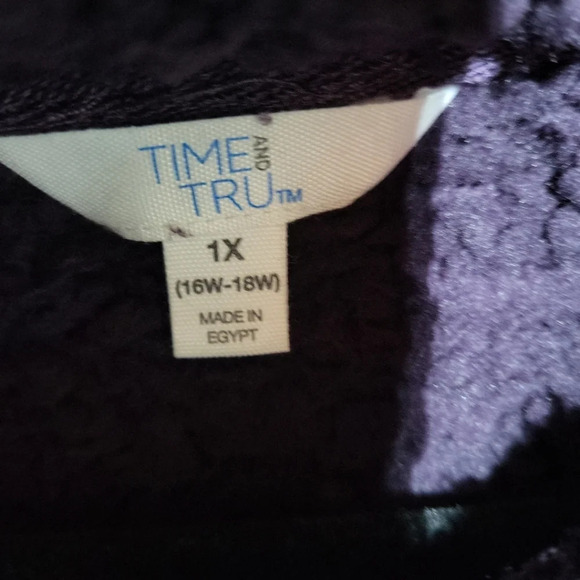 TIME AND
TRU™
1X
(16W-18W)
MADE IN
EGYPT